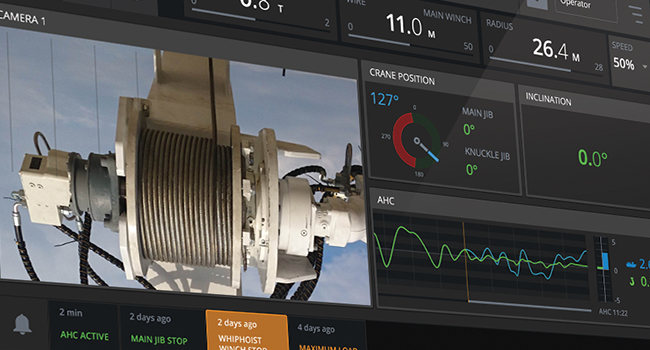 Operator
0.8 T
2
WIRE
MAIN WINCH
11.0 M
0
50
RADIUS
26.4 M
0
28
SPEED
50%
CAMERA 1
CRANE POSITION
127°
0
270
90
180
MAIN JIB
0°
KNUCKLE JIB
0°
INCLINATION
0.0°
AHC
5
0
-5
AHC 11:22
2 min
AHC ACTIVE
2 days ago
MAIN JIB STOP
2 days ago
WHIPHOIST
WINCH STOP
4 days ago
MAXIMUM LOAD